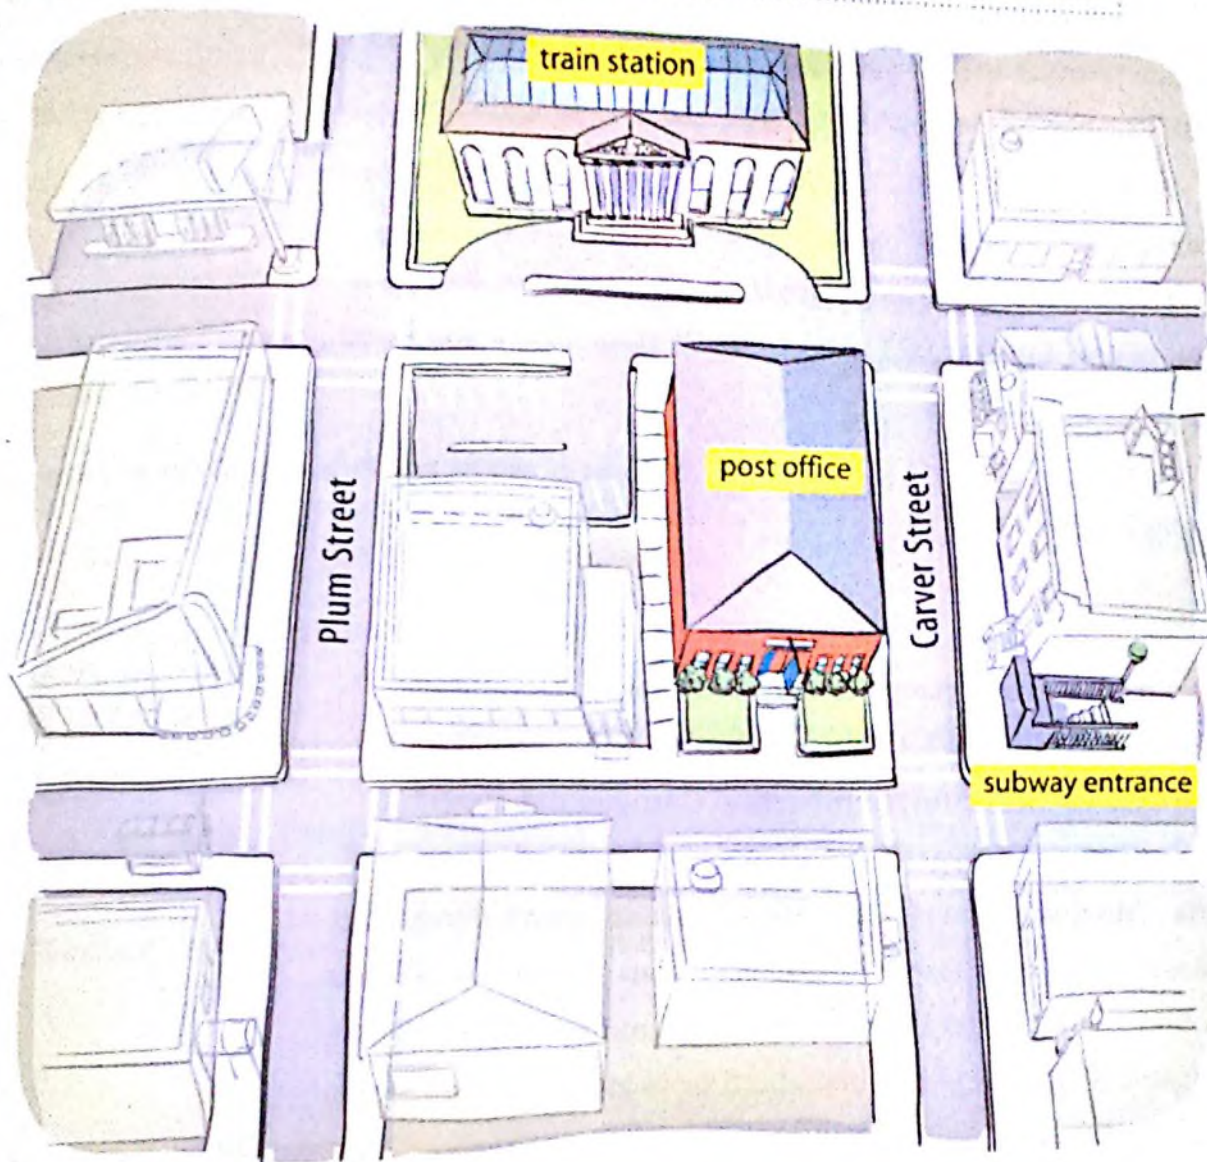 train station
post office
Plum Street
Carver Street
subway entrance